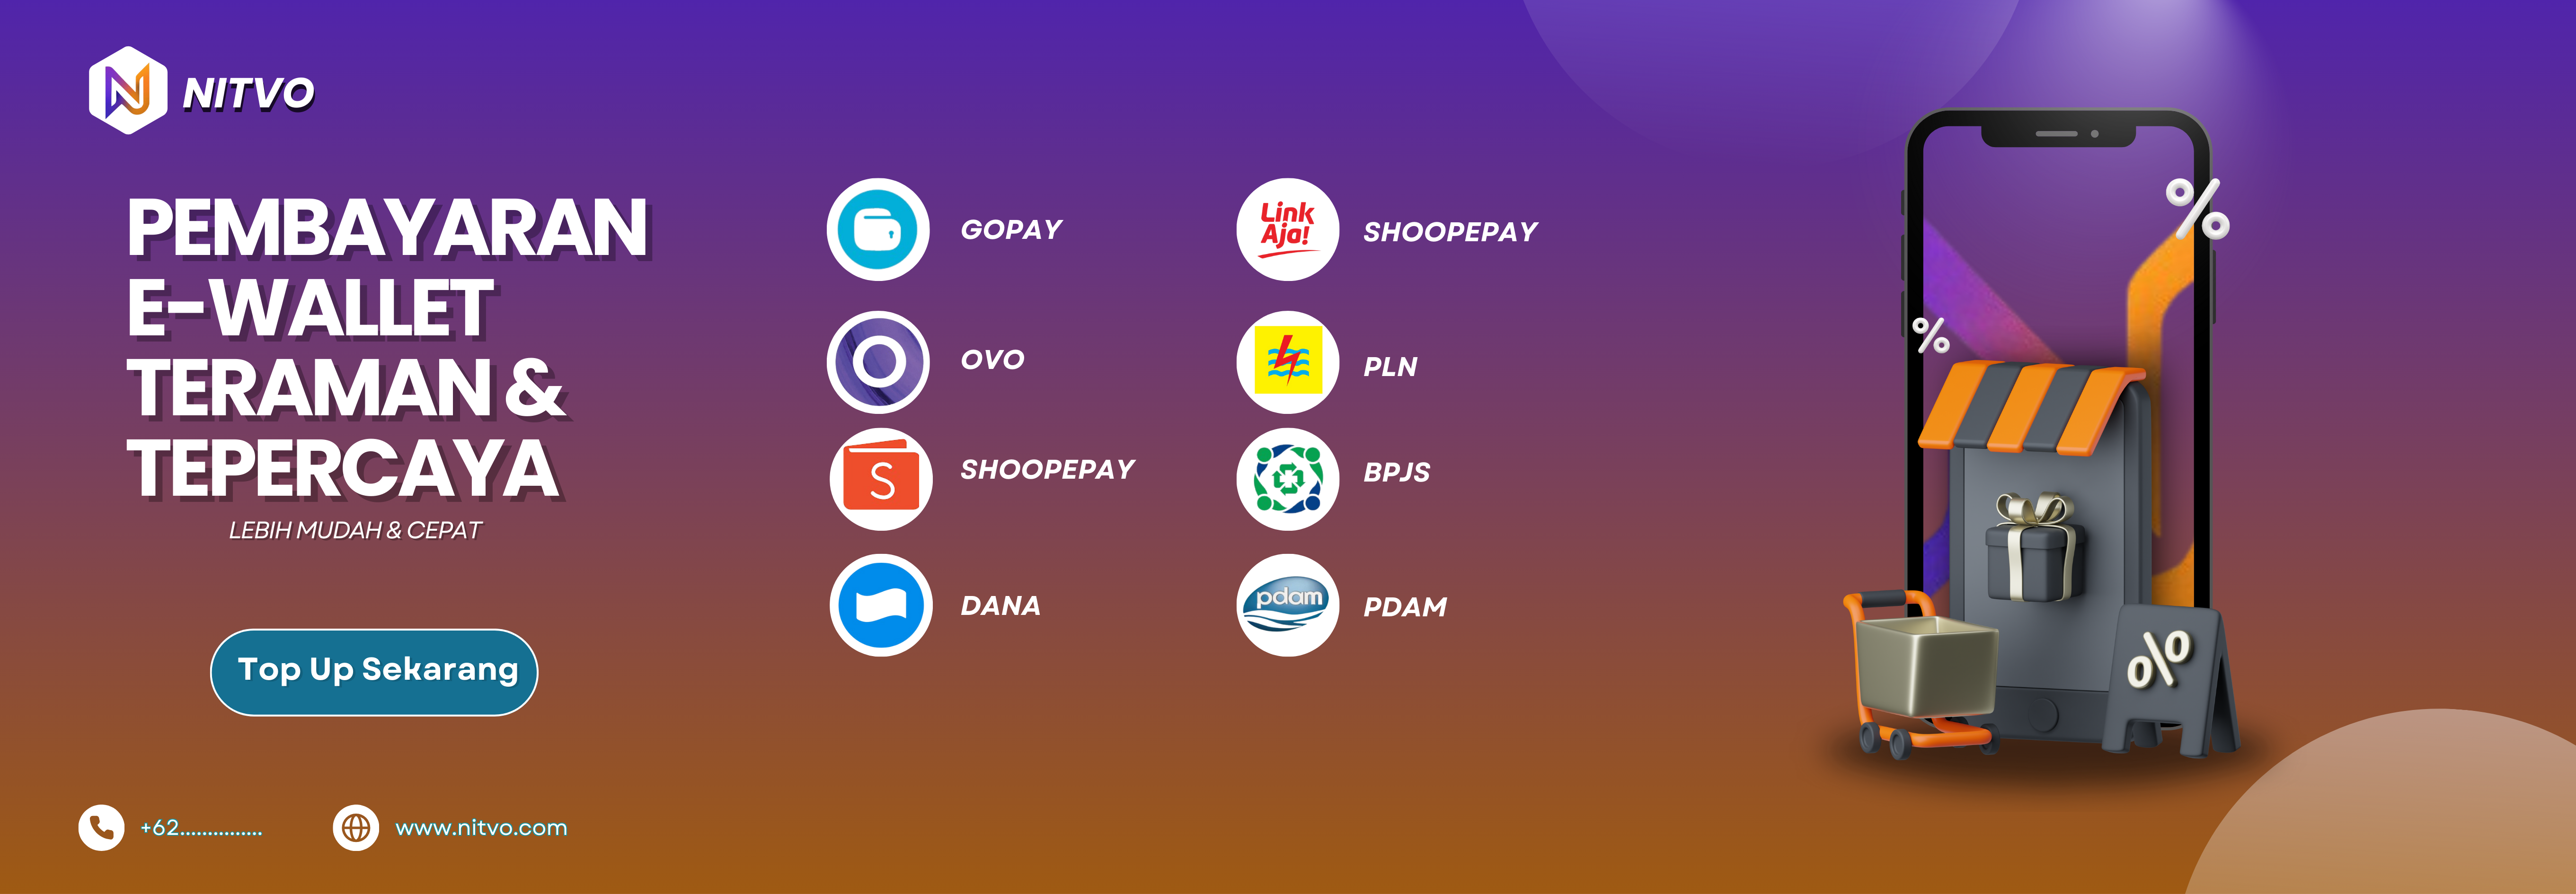 NITVO
PEMBAYARAN
E-WALLET
TERAMAN &
TEPERCAYA
LEBIH MUDAH & CEPAT
Top Up Sekarang
+62...............
www.nitvo.com
GOPAY
OVO
S
SHOOPEPAY
DANA
Link
Aja!
SHOOPEPAY
PLN
BPJS
pdam
PDAM
%
%
%